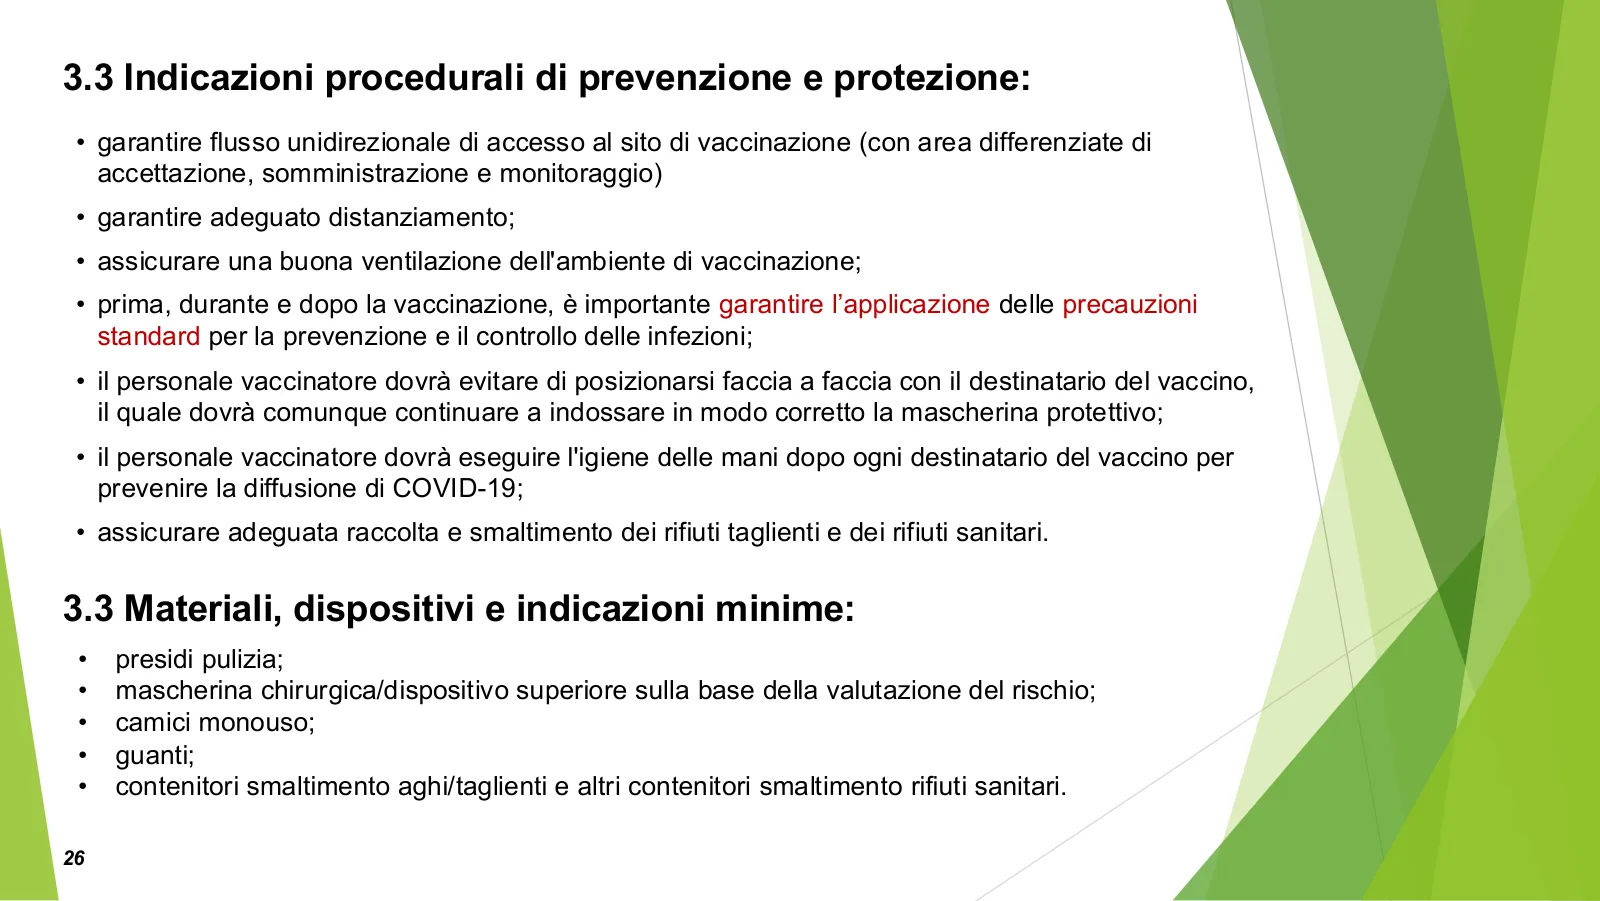 3.3 Indicazioni procedurali di prevenzione e protezione:
• garantire flusso unidirezionale di accesso al sito di vaccinazione (con area differenziate di
accettazione, somministrazione e monitoraggio)
• garantire adeguato distanziamento;
• assicurare una buona ventilazione dell'ambiente di vaccinazione;
• prima, durante e dopo la vaccinazione, è importante garantire l’applicazione delle precauzioni
standard per la prevenzione e il controllo delle infezioni;
• il personale vaccinatore dovrà evitare di posizionarsi faccia a faccia con il destinatario del vaccino,
il quale dovrà comunque continuare a indossare in modo corretto la mascherina protettivo;
• il personale vaccinatore dovrà eseguire l'igiene delle mani dopo ogni destinatario del vaccino per
prevenire la diffusione di COVID-19;
• assicurare adeguata raccolta e smaltimento dei rifiuti taglienti e dei rifiuti sanitari.
3.3 Materiali, dispositivi e indicazioni minime:
• presidi pulizia;
• mascherina chirurgica/dispositivo superiore sulla base della valutazione del rischio;
• camici monouso;
• guanti;
• contenitori smaltimento aghi/taglienti e altri contenitori smaltimento rifiuti sanitari.
26